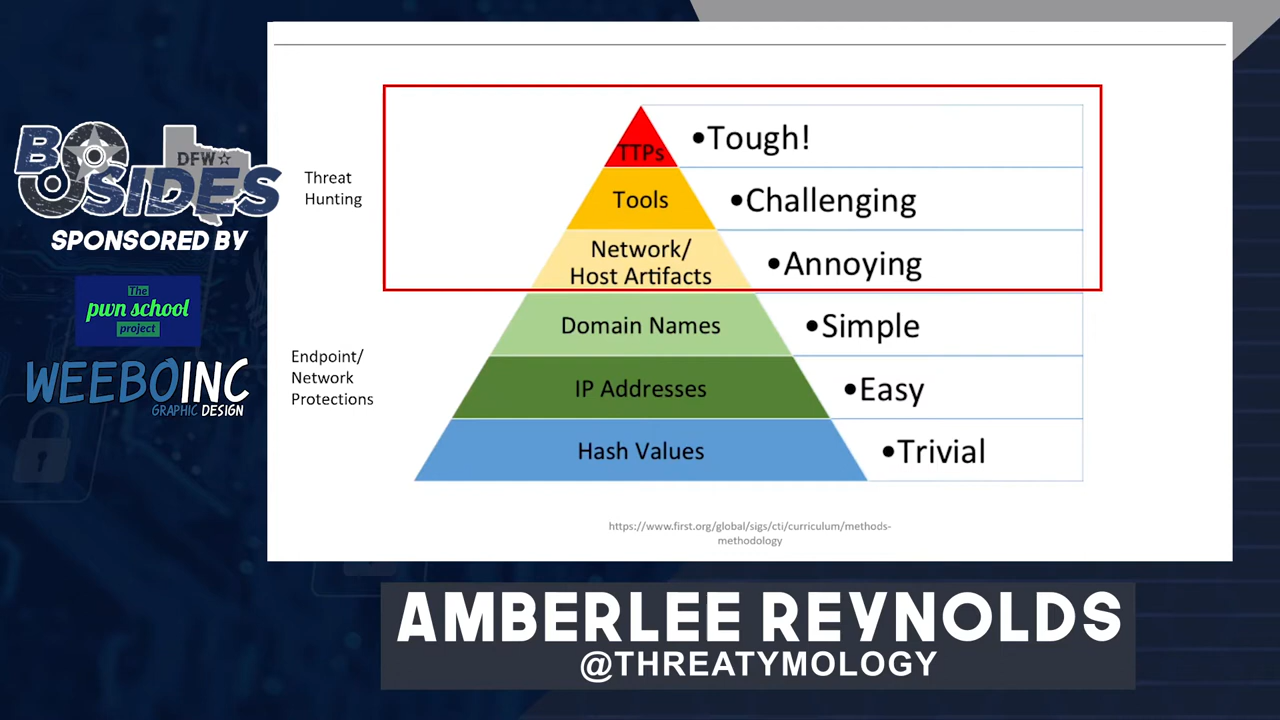 BSIDES
DFW
SPONSORED BY
The
pwn school
project
WEEBOINC
GRAPHIC DESIGN
Threat
Hunting
Endpoint/
Network
Protections
TTPs
•Tough!
Tools
•Challenging
Network/
Host Artifacts
•Annoying
Domain Names
•Simple
IP Addresses
•Easy
Hash Values
•Trivial
https://www.first.org/global/sigs/cti/curriculum/methods-
methodology
AMBERLEE REYNOLDS
@THREATYMOLOGY